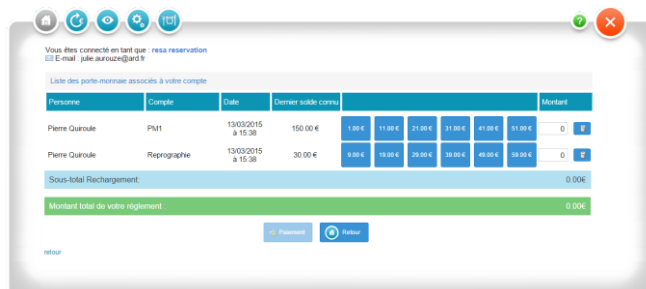 Vous êtes connecté en tant que : resa reservation
E-mail : julie.aurouze@ard.fr
Liste des porte-monnaie associés à votre compte
Personne Compte Date Dernier solde connu Montant
Pierre Quiroule PM1 13/03/2015 à 15:38 150.00 € 1.00 € 11.00 € 21.00 € 31.00 € 41.00 € 51.00 € 0
Pierre Quiroule Reprographie 13/03/2015 à 15:38 30.00 € 9.00 € 19.00 € 29.00 € 39.00 € 49.00 € 59.00 € 0
Sous-total Rechargement: 0.00€
Montant total de votre réglement : 0.00€
Paiement Retour
retour